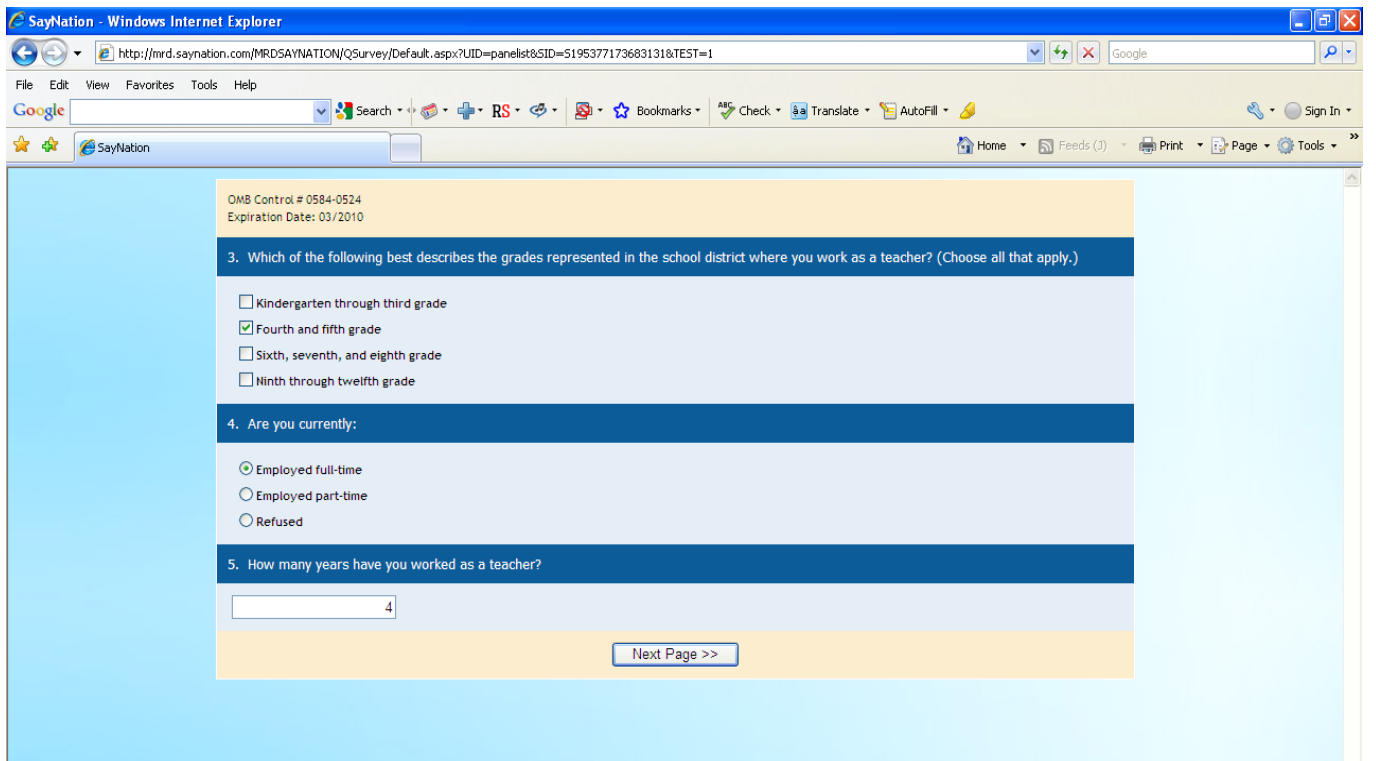 SayNation - Windows Internet Explorer
http://mrd.saynation.com/MRDSAYNATION/QSurvey/Default.aspx?UID=panelist&SID=5195377173683131&TEST=1
Google
File Edit View Favorites Tools Help
Google Search RS Bookmarks ABC Check àa Translate AutoFill Sign In
SayNation Home Feeds (J) Print Page Tools »
OMB Control # 0584-0524
Expiration Date: 03/2010
3. Which of the following best describes the grades represented in the school district where you work as a teacher? (Choose all that apply.)
Kindergarten through third grade
Fourth and fifth grade
Sixth, seventh, and eighth grade
Ninth through twelfth grade
4. Are you currently:
Employed full-time
Employed part-time
Refused
5. How many years have you worked as a teacher?
4
Next Page >>